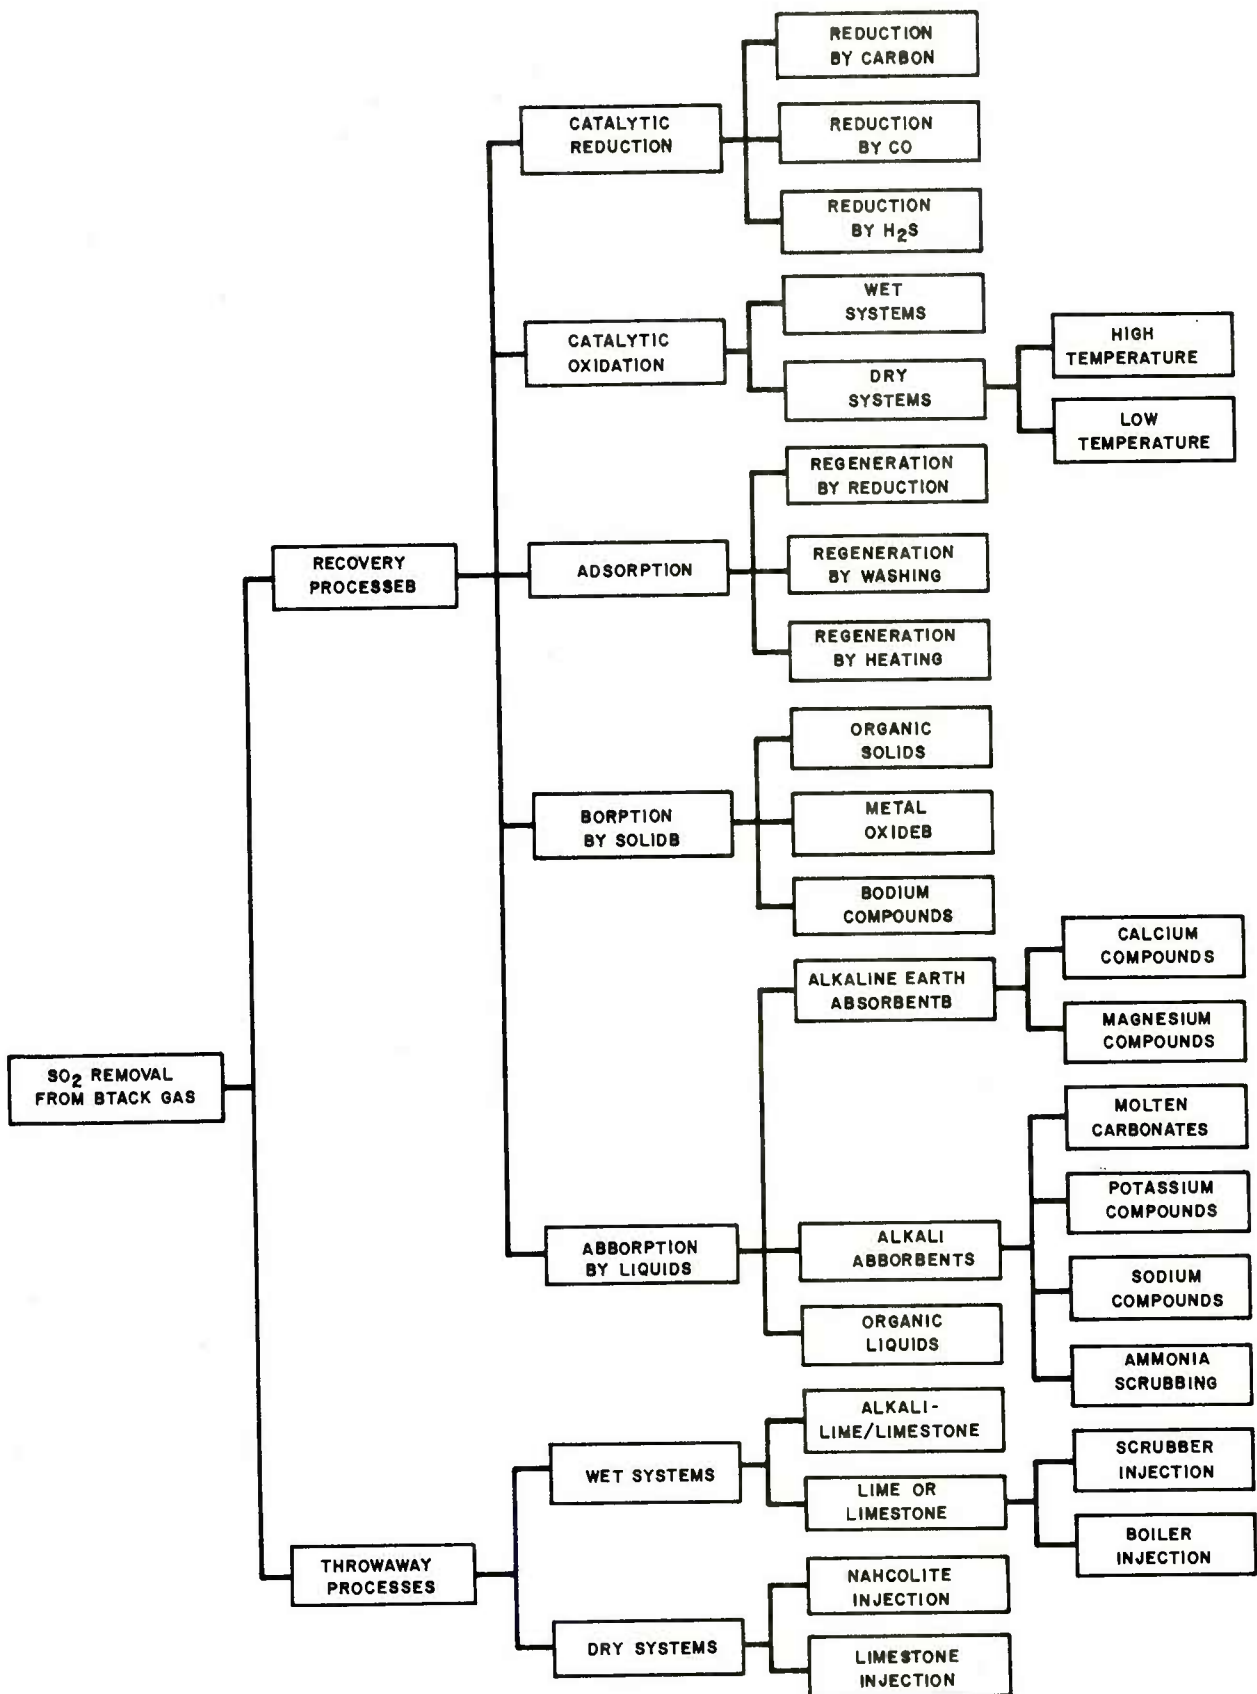 REDUCTION
BY CARBON
CATALYTIC
REDUCTION
REDUCTION
BY CO
REDUCTION
BY H₂S
WET
SYSTEMS
CATALYTIC
OXIDATION
DRY
SYSTEMS
HIGH
TEMPERATURE
LOW
TEMPERATURE
REGENERATION
BY REDUCTION
RECOVERY
PROCESSEB
ADSORPTION
REGENERATION
BY WASHING
REGENERATION
BY HEATING
ORGANIC
SOLIDS
BORPTION
BY SOLIDB
METAL
OXIDEB
BODIUM
COMPOUNDS
ALKALINE EARTH
ABSORBENTB
CALCIUM
COMPOUNDS
MAGNESIUM
COMPOUNDS
SO₂ REMOVAL
FROM BTACK GAS
MOLTEN
CARBONATES
POTASSIUM
COMPOUNDS
ABBORPTION
BY LIQUIDS
ALKALI
ABBORBENTS
SODIUM
COMPOUNDS
AMMONIA
SCRUBBING
ORGANIC
LIQUIDS
ALKALI-
LIME/LIMESTONE
WET SYSTEMS
LIME OR
LIMESTONE
SCRUBBER
INJECTION
BOILER
INJECTION
THROWAWAY
PROCESSES
NAHCOLITE
INJECTION
DRY SYSTEMS
LIMESTONE
INJECTION